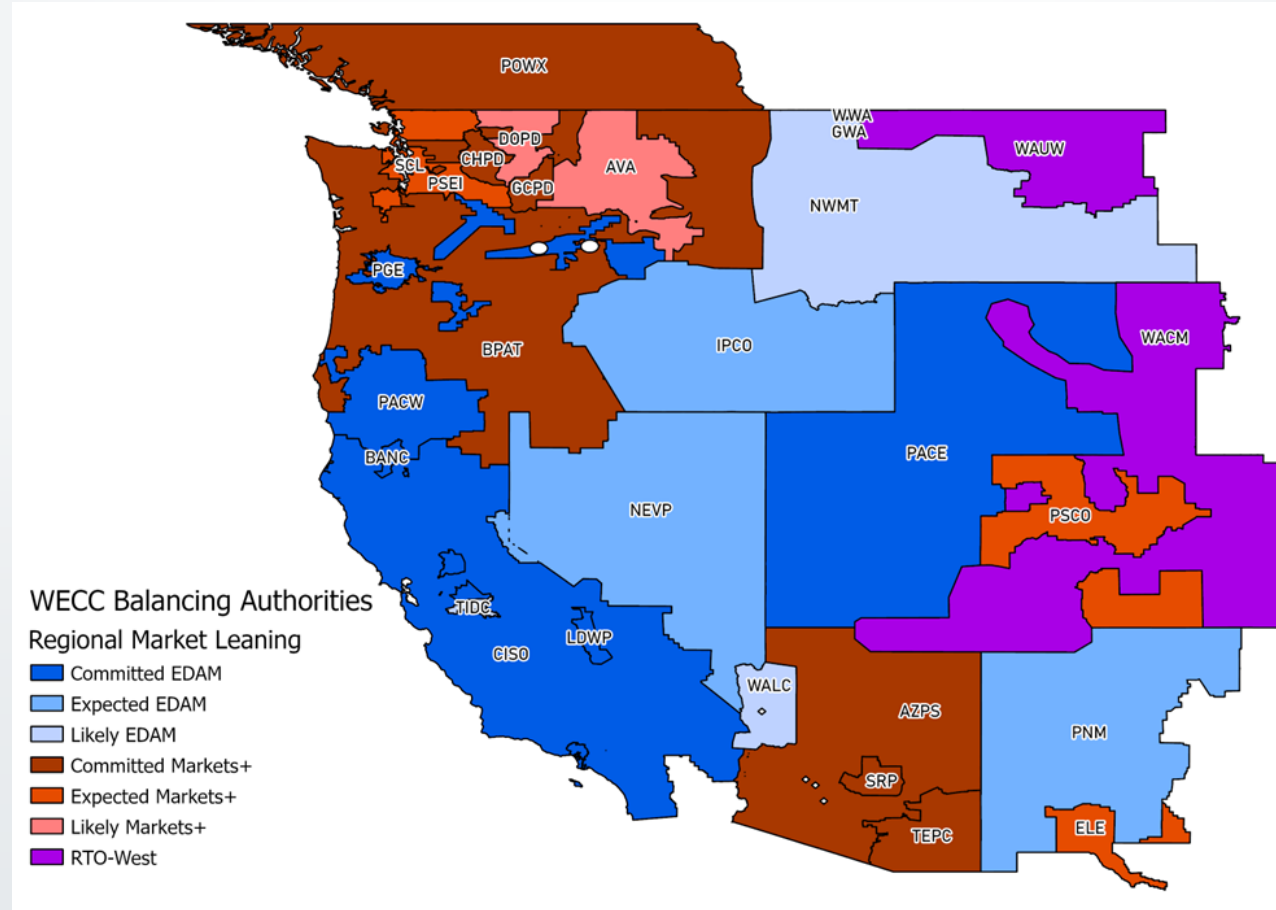 POWX
WWA
GWA
WAUW
DOPD
CHPD
SCL
AVA
PSEI
GCPD
NWMT
PGE
BPAT
IPCO
WACM
PACW
BANC
PACE
NEVP
PSCO
TIDC
LDWP
CISO
WALC
AZPS
PNM
SRP
ELE
TEPC
WECC Balancing Authorities
Regional Market Leaning
Committed EDAM
Expected EDAM
Likely EDAM
Committed Markets+
Expected Markets+
Likely Markets+
RTO-West